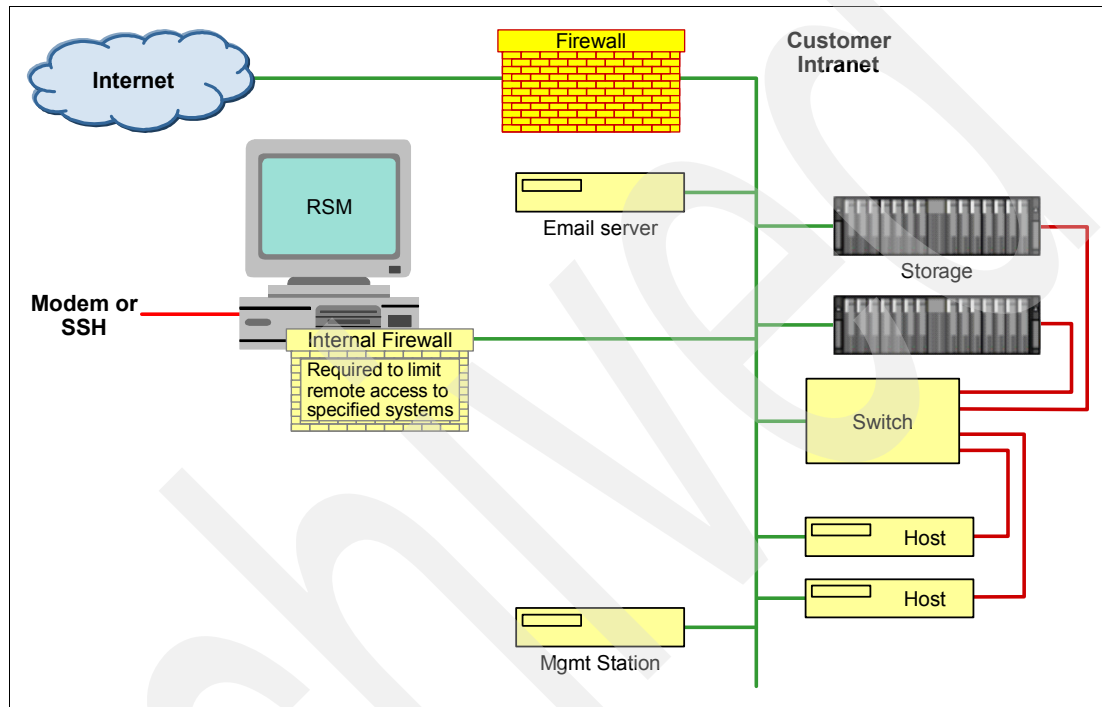 Internet
Firewall
Customer
Intranet
RSM
Email server
Storage
Modem or
SSH
Internal Firewall
Required to limit
remote access to
specified systems
Switch
Host
Host
Mgmt Station